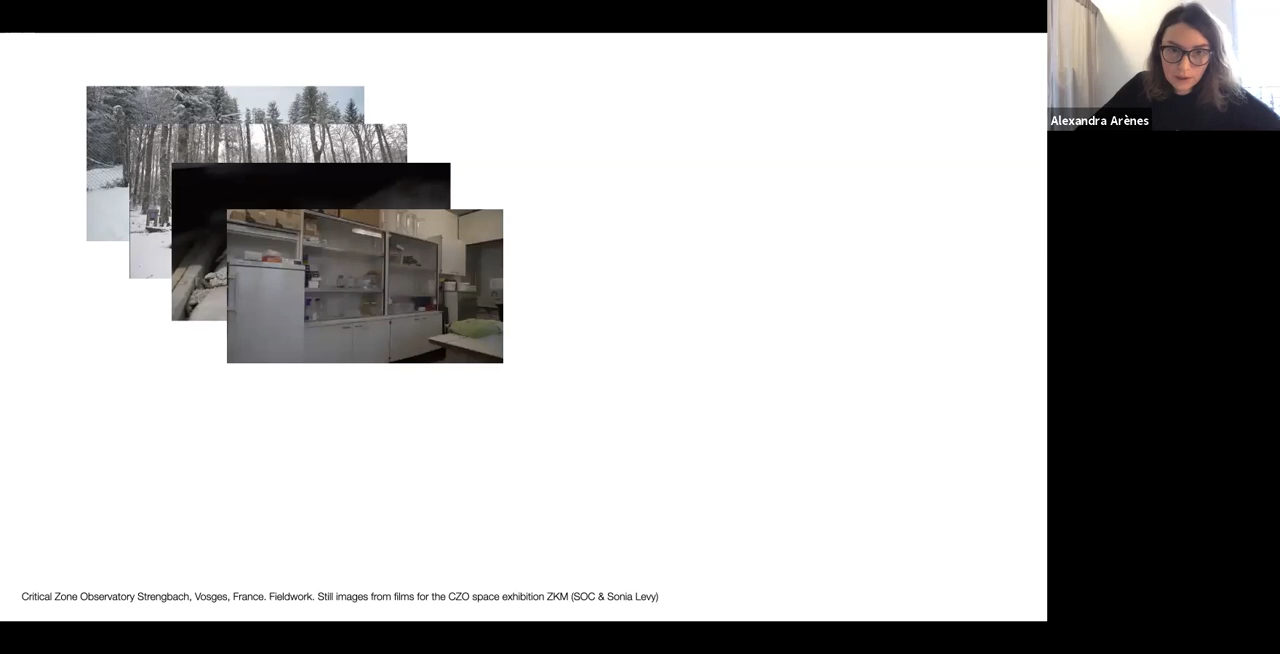 Alexandra Arènes
Critical Zone Observatory Strengbach, Vosges, France. Fieldwork. Still images from films for the CZO space exhibition ZKM (SOC & Sonia Levy)